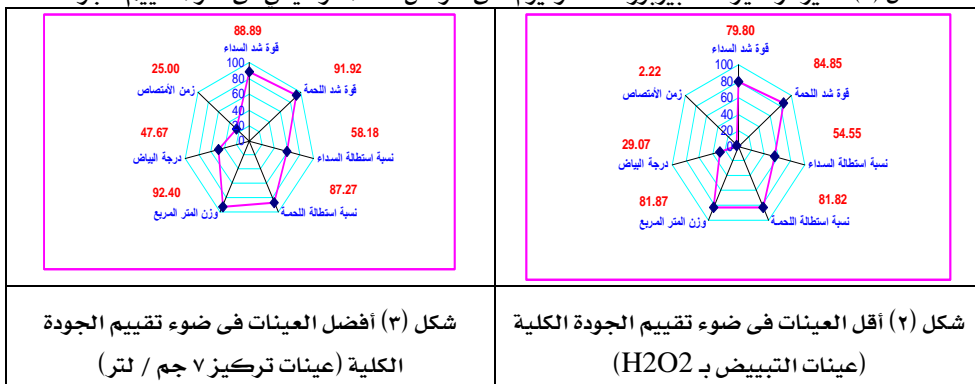 79.80
قوة شد السداء
84.85
قوة شد اللحمة
54.55
نسبة استطالة السداء
81.82
نسبة استطالة اللحمـة
81.87
وزن المتر المربع
29.07
درجة البياض
2.22
زمن الأمتصاص
100
80
60
40
20
0
88.89
قوة شد السداء
91.92
قوة شد اللحمة
58.18
نسبة استطالة السداء
87.27
نسبة استطالة اللحمـة
92.40
وزن المتر المربع
47.67
درجة البياض
25.00
زمن الأمتصاص
100
80
60
40
20
0
شكل (٢) أقل العينات فى ضوء تقييم الجودة الكلية
(عينات التبييض بـ H2O2)
شكل (٣) أفضل العينات فى ضوء تقييم الجودة
الكلية (عينات تركيز ٧ جم / لتر)